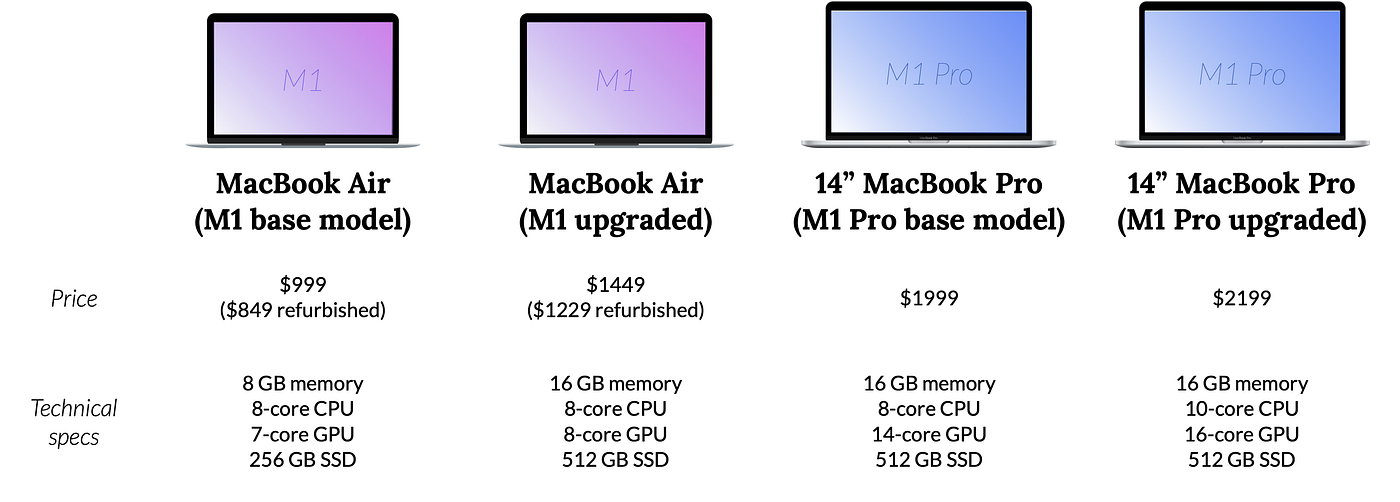 M1
M1
M1 Pro
M1 Pro
MacBook Air
(M1 base model)
MacBook Air
(M1 upgraded)
14” MacBook Pro
(M1 Pro base model)
14” MacBook Pro
(M1 Pro upgraded)
Price
$999
($849 refurbished)
$1449
($1229 refurbished)
$1999
$2199
Technical
specs
8 GB memory
8-core CPU
7-core GPU
256 GB SSD
16 GB memory
8-core CPU
8-core GPU
512 GB SSD
16 GB memory
8-core CPU
14-core GPU
512 GB SSD
16 GB memory
10-core CPU
16-core GPU
512 GB SSD